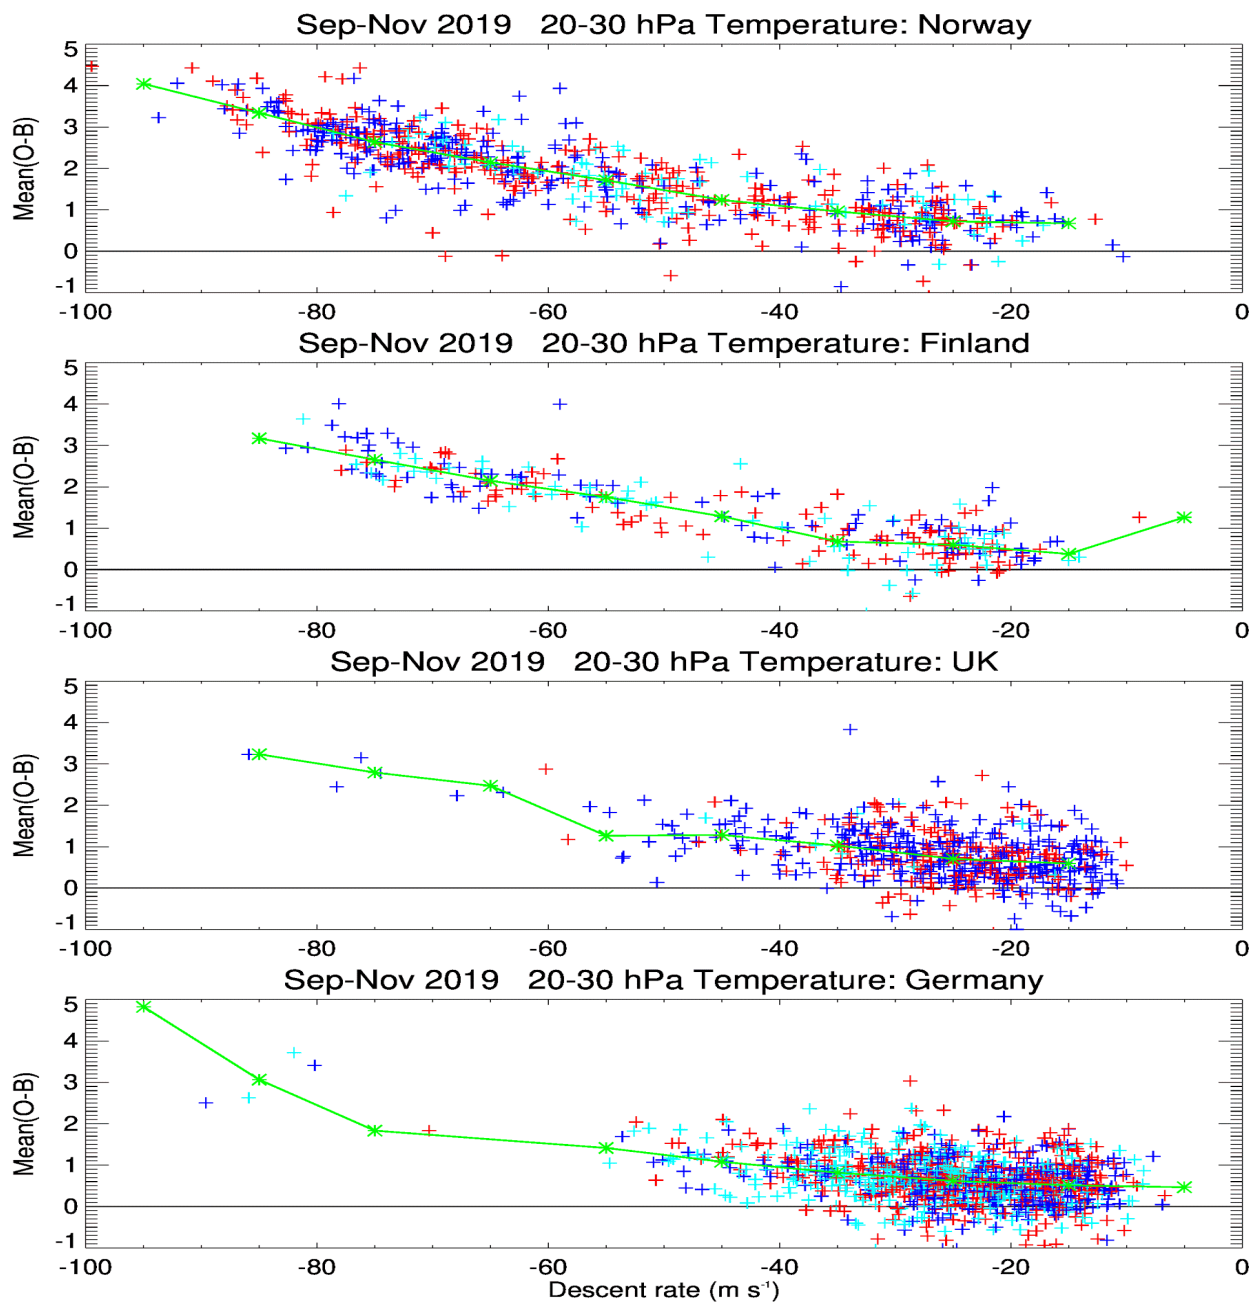 Sep-Nov 2019 20-30 hPa Temperature: Norway
5
4
3
2
1
0
-1
Mean(O-B)
-100 -80 -60 -40 -20 0
Sep-Nov 2019 20-30 hPa Temperature: Finland
5
4
3
2
1
0
-1
Mean(O-B)
-100 -80 -60 -40 -20 0
Sep-Nov 2019 20-30 hPa Temperature: UK
5
4
3
2
1
0
-1
Mean(O-B)
-100 -80 -60 -40 -20 0
Sep-Nov 2019 20-30 hPa Temperature: Germany
5
4
3
2
1
0
-1
Mean(O-B)
-100 -80 -60 -40 -20 0
Descent rate (m s⁻¹)